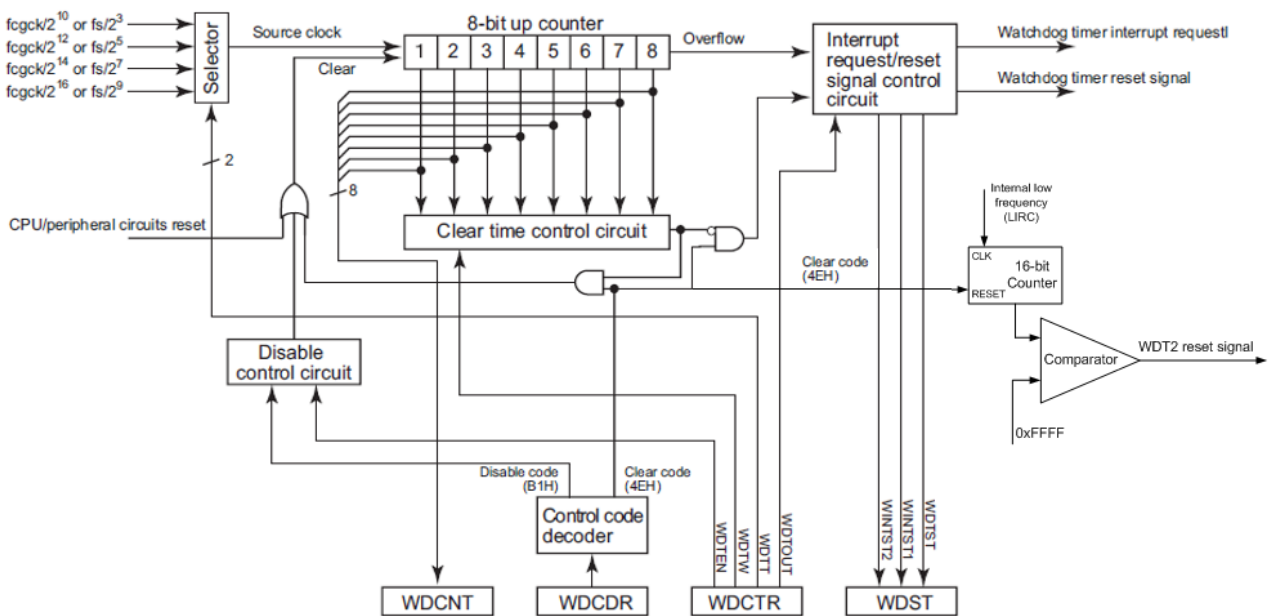 fcgck/2^10 or fs/2^3
fcgck/2^12 or fs/2^5
fcgck/2^14 or fs/2^7
fcgck/2^16 or fs/2^9
Selector
Source clock
Clear
8-bit up counter
1 2 3 4 5 6 7 8
Overflow
Interrupt
request/reset
signal control
circuit
Watchdog timer interrupt requestl
Watchdog timer reset signal
2
8
CPU/peripheral circuits reset
Clear time control circuit
Internal low
frequency
(LIRC)
Clear code
(4EH)
CLK
RESET
16-bit
Counter
Disable
control circuit
Comparator
WDT2 reset signal
0xFFFF
Disable code
(B1H)
Clear code
(4EH)
Control code
decoder
WDTEN
WDTW
WDTT
WDTOUT
WINTST2
WINTST1
WDTST
WDCNT
WDCDR
WDCTR
WDST